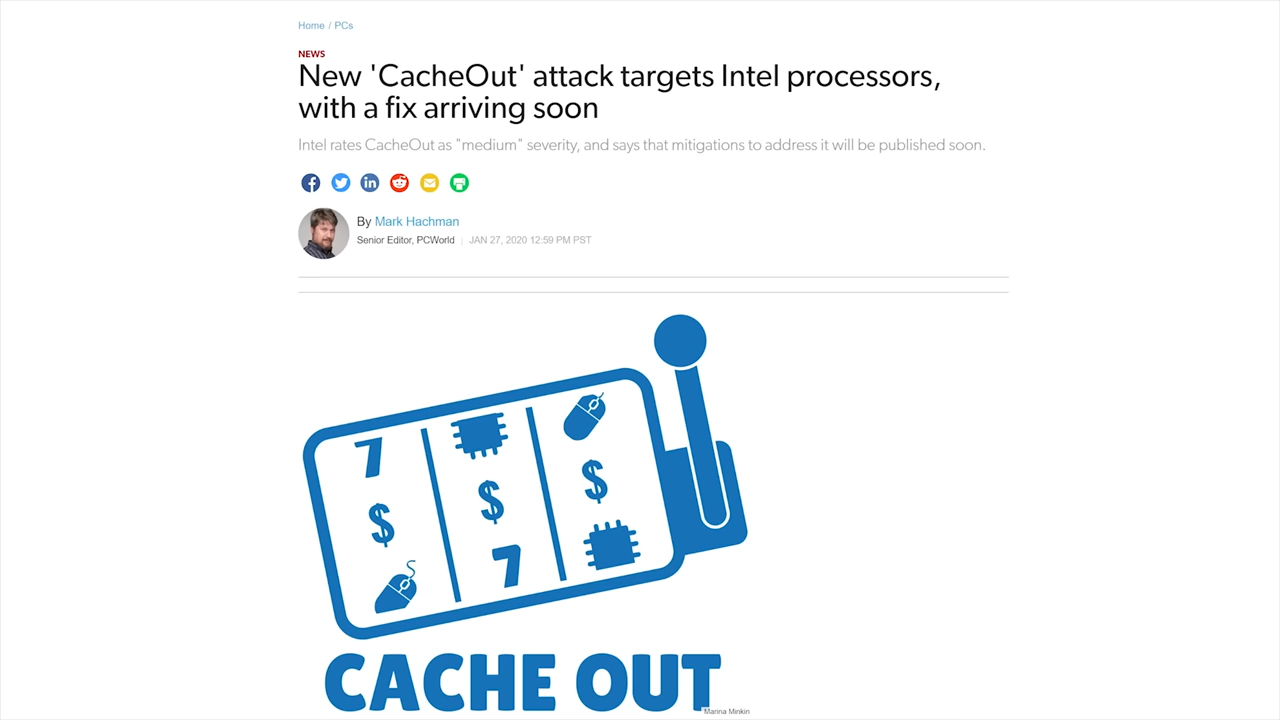 Home / PCs
NEWS
New 'CacheOut' attack targets Intel processors,
with a fix arriving soon
Intel rates CacheOut as "medium" severity, and says that mitigations to address it will be published soon.
By Mark Hachman
Senior Editor, PCWorld | JAN 27, 2020 12:59 PM PST
7
$ $ $
7
CACHE OUT
Marina Minkin